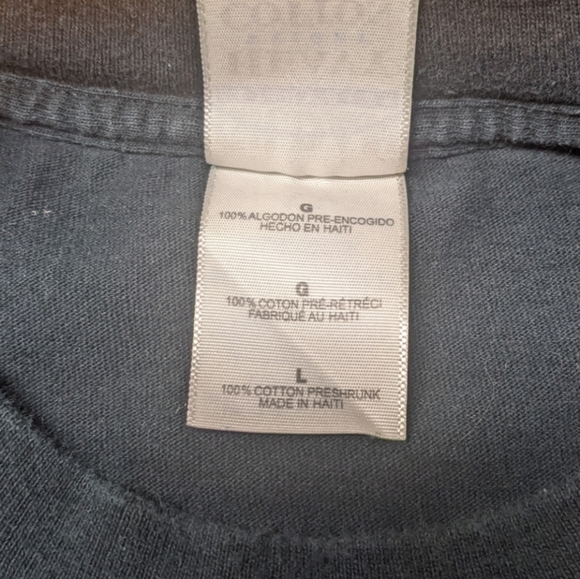 COTTON
G
100% ALGODON PRE-ENCOGIDO
HECHO EN HAITI
G
100% COTON PRÉ-RÉTRÉCI
FABRIQUÉ AU HAITI
L
100% COTTON PRESHRUNK
MADE IN HAITI